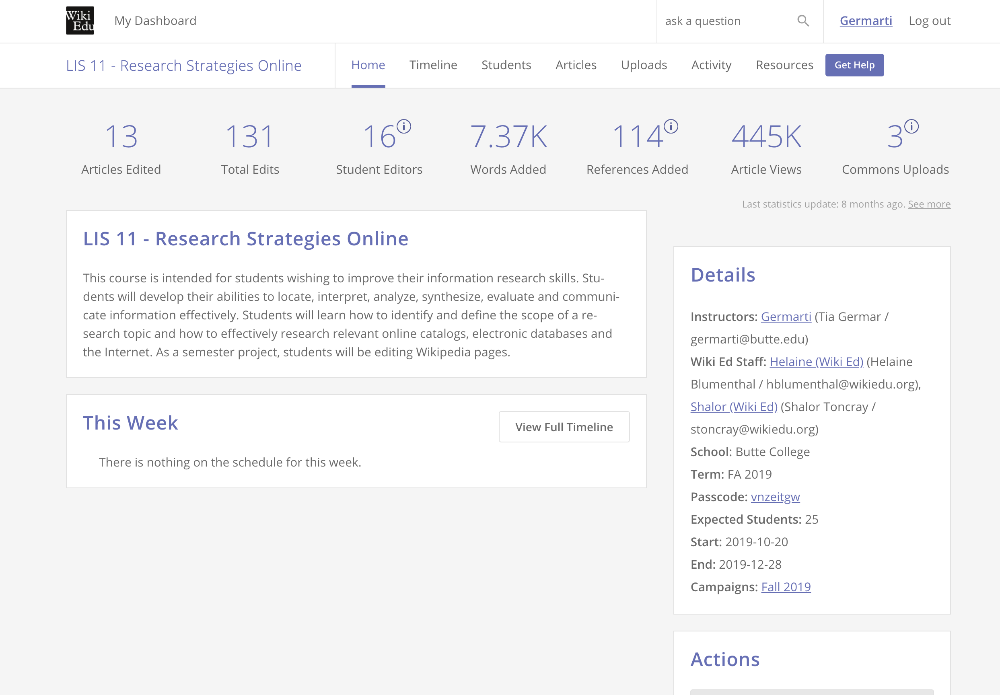 Wiki
Edu
My Dashboard
ask a question
Germarti
Log out
LIS 11 - Research Strategies Online
Home
Timeline
Students
Articles
Uploads
Activity
Resources
Get Help
13
Articles Edited
131
Total Edits
16
Student Editors
7.37K
Words Added
114
References Added
445K
Article Views
3
Commons Uploads
Last statistics update: 8 months ago. See more
LIS 11 - Research Strategies Online
This course is intended for students wishing to improve their information research skills. Stu-
dents will develop their abilities to locate, interpret, analyze, synthesize, evaluate and communi-
cate information effectively. Students will learn how to identify and define the scope of a re-
search topic and how to effectively research relevant online catalogs, electronic databases and
the Internet. As a semester project, students will be editing Wikipedia pages.
This Week
View Full Timeline
There is nothing on the schedule for this week.
Details
Instructors: Germarti (Tia Germar /
germarti@butte.edu)
Wiki Ed Staff: Helaine (Wiki Ed) (Helaine
Blumenthal / hblumenthal@wikiedu.org),
Shalor (Wiki Ed) (Shalor Toncray /
stoncray@wikiedu.org)
School: Butte College
Term: FA 2019
Passcode: vnzeitgw
Expected Students: 25
Start: 2019-10-20
End: 2019-12-28
Campaigns: Fall 2019
Actions